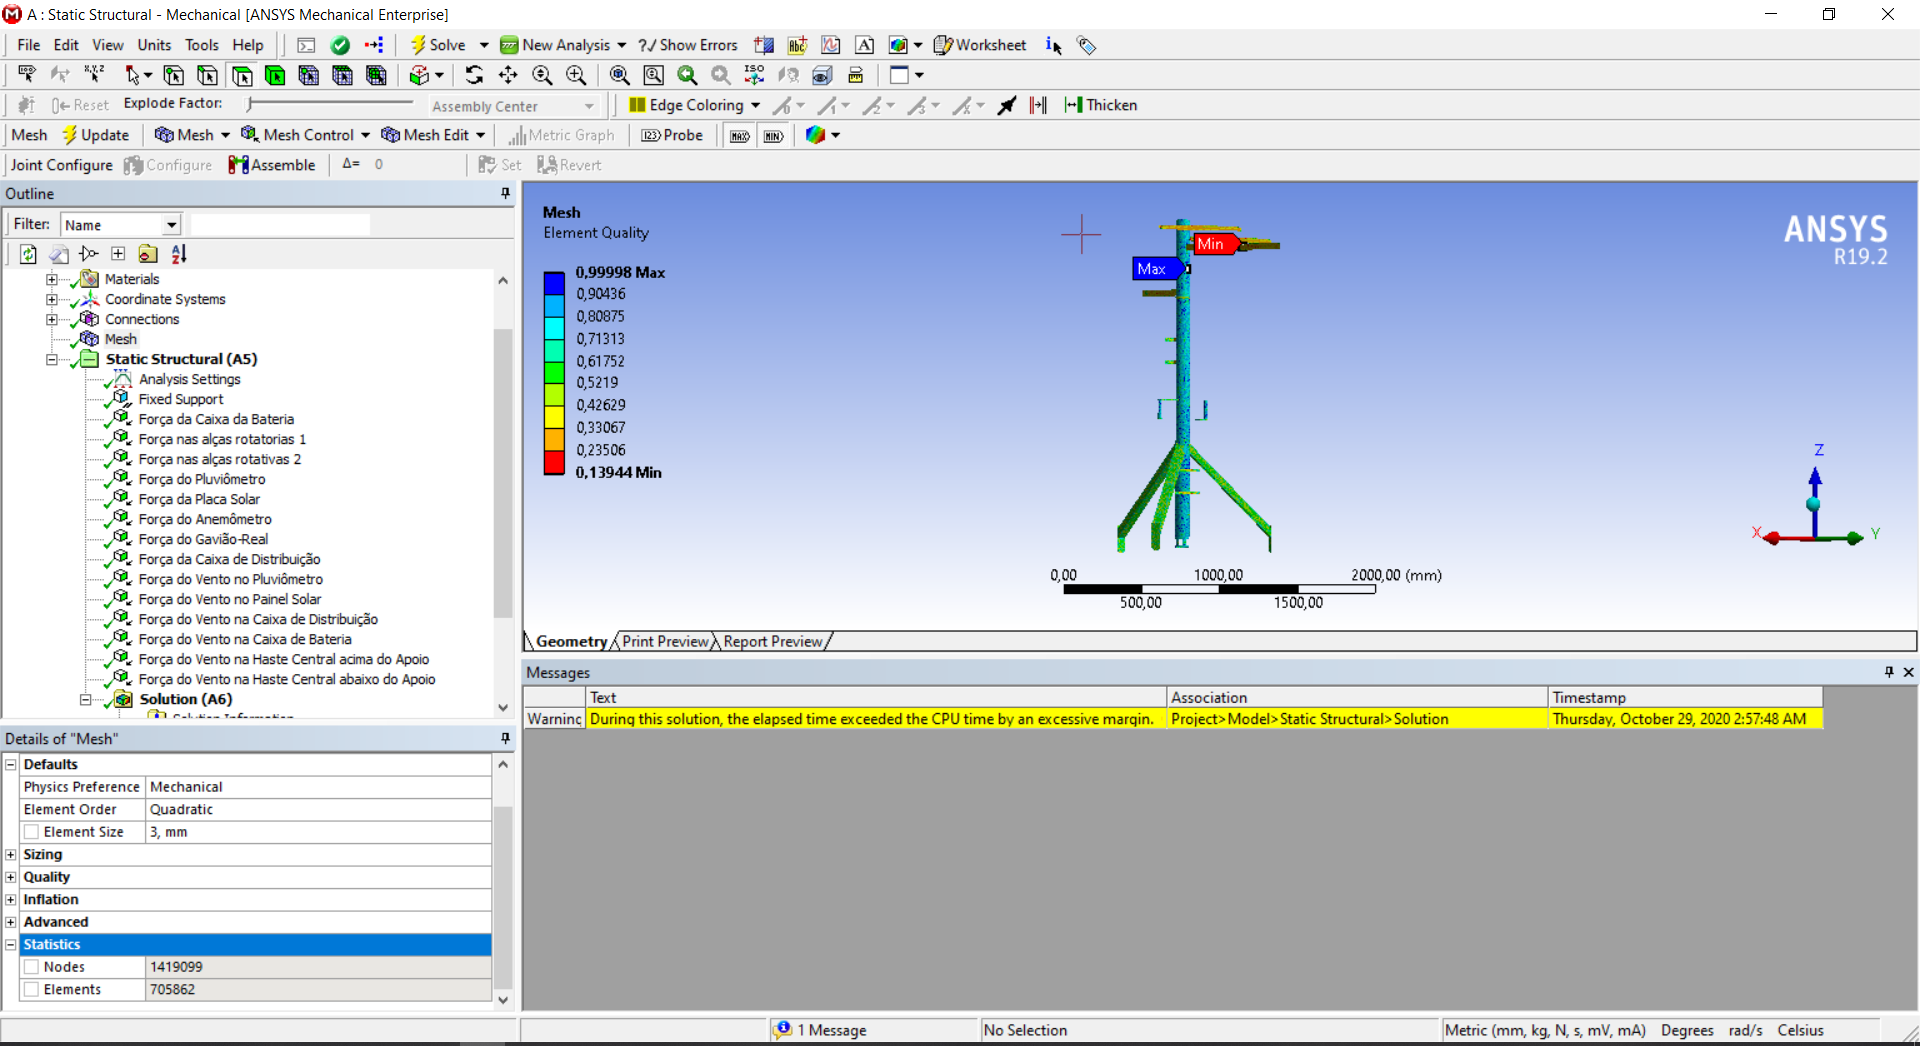 A : Static Structural - Mechanical [ANSYS Mechanical Enterprise]
File Edit View Units Tools Help Solve New Analysis ?/ Show Errors Worksheet
Reset Explode Factor: Assembly Center Edge Coloring Thicken
Mesh Update Mesh Mesh Control Mesh Edit Metric Graph Probe MAX MIN
Joint Configure Configure Assemble Δ= 0 Set Revert
Outline
Filter: Name
Materials
Coordinate Systems
Connections
Mesh
Static Structural (A5)
Analysis Settings
Fixed Support
Força da Caixa da Bateria
Força nas alças rotatorias 1
Força nas alças rotativas 2
Força do Pluviômetro
Força da Placa Solar
Força do Anemômetro
Força do Gavião-Real
Força da Caixa de Distribuição
Força do Vento no Pluviômetro
Força do Vento no Painel Solar
Força do Vento na Caixa de Distribuição
Força do Vento na Caixa de Bateria
Força do Vento na Haste Central acima do Apoio
Força do Vento na Haste Central abaixo do Apoio
Solution (A6)
Details of "Mesh"
Defaults
Physics Preference Mechanical
Element Order Quadratic
Element Size 3, mm
Sizing
Quality
Inflation
Advanced
Statistics
Nodes 1419099
Elements 705862
Mesh
Element Quality
0,99998 Max
0,90436
0,80875
0,71313
0,61752
0,5219
0,42629
0,33067
0,23506
0,13944 Min
Min
Max
ANSYS
R19.2
Z
X
Y
0,00 1000,00 2000,00 (mm)
500,00 1500,00
Geometry Print Preview Report Preview
Messages
Text Association Timestamp
Warning During this solution, the elapsed time exceeded the CPU time by an excessive margin. Project>Model>Static Structural>Solution Thursday, October 29, 2020 2:57:48 AM
1 Message No Selection Metric (mm, kg, N, s, mV, mA) Degrees rad/s Celsius